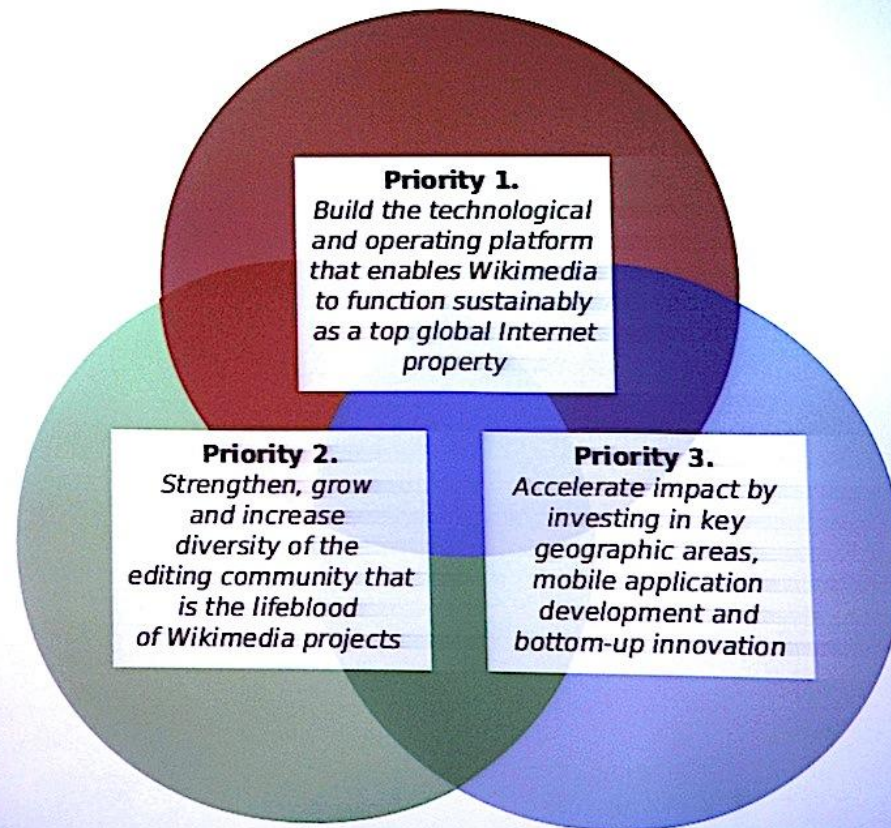 Priority 1.
Build the technological
and operating platform
that enables Wikimedia
to function sustainably
as a top global Internet
property
Priority 2.
Strengthen, grow
and increase
diversity of the
editing community that
is the lifeblood
of Wikimedia projects
Priority 3.
Accelerate impact by
investing in key
geographic areas,
mobile application
development and
bottom-up innovation